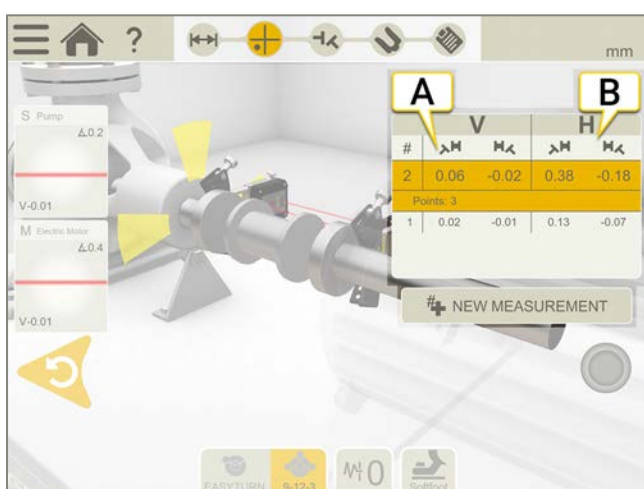 ?
mm
A
B
S Pump
∡0.2
V-0.01
M Electric Motor
∡0.4
V-0.01
V H
#
2 0.06 -0.02 0.38 -0.18
Points: 3
1 0.02 -0.01 0.13 -0.07
# NEW MEASUREMENT
EASYTURN 9-12-3 0 Softfoot